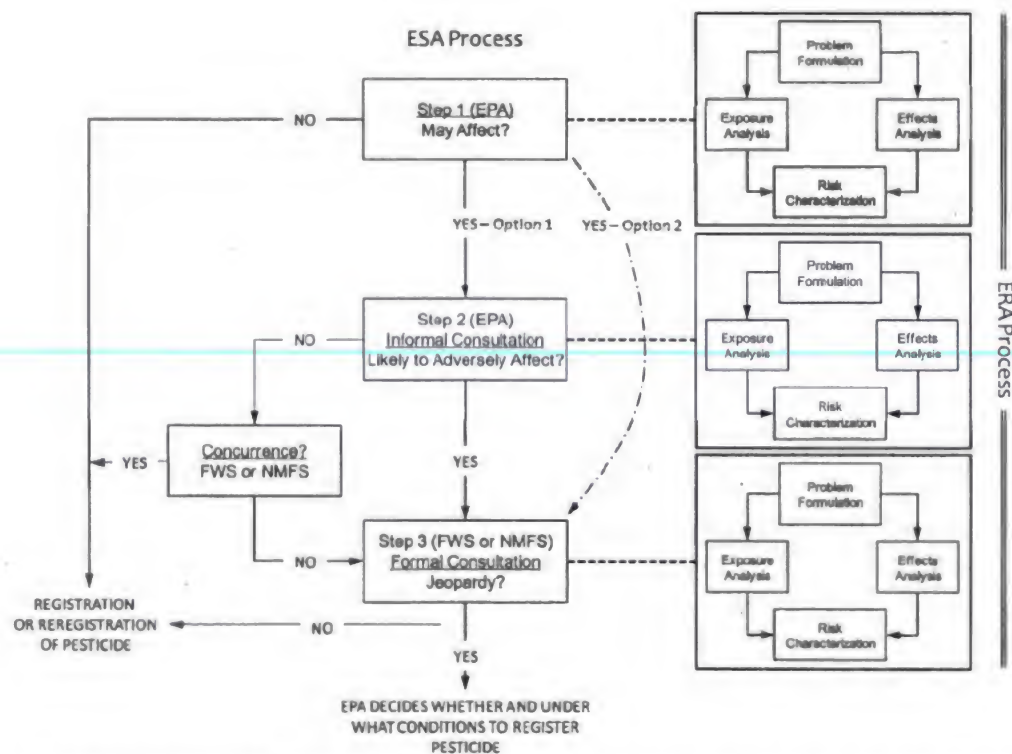 ESA Process
Step 1 (EPA)
May Affect?
NO
YES – Option 1
YES – Option 2
Step 2 (EPA)
Informal Consultation
Likely to Adversely Affect?
NO
Concurrence?
FWS or NMFS
YES
YES
NO
Step 3 (FWS or NMFS)
Formal Consultation
Jeopardy?
REGISTRATION
OR REREGISTRATION
OF PESTICIDE
NO
YES
EPA DECIDES WHETHER AND UNDER
WHAT CONDITIONS TO REGISTER
PESTICIDE
Problem
Formulation
Exposure
Analysis
Effects
Analysis
Risk
Characterization
Problem
Formulation
Exposure
Analysis
Effects
Analysis
Risk
Characterization
Problem
Formulation
Exposure
Analysis
Effects
Analysis
Risk
Characterization
ERA Process